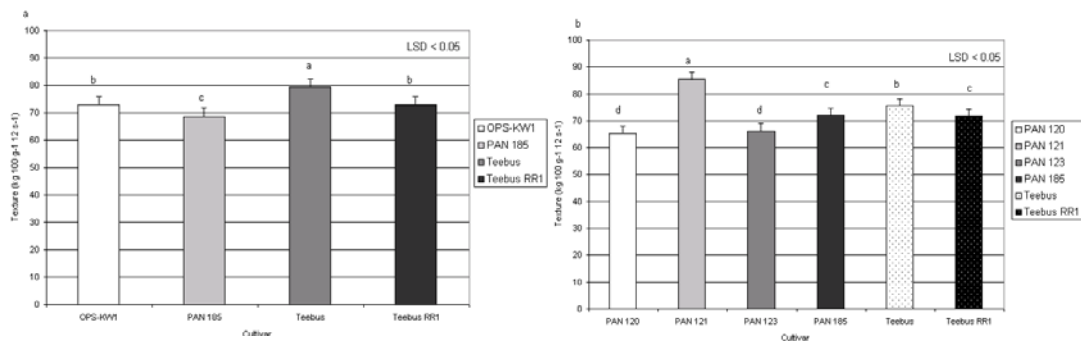 a
LSD < 0.05
100
90
80
70
60
50
40
30
20
10
0
Texture (kg 100 g-1 12 s-1)
b
c
a
b
OPS-KW1
PAN 185
Teebus
Teebus RR1
OPS-KW1
PAN 185
Teebus
Teebus RR1
Cultivar
b
LSD < 0.05
100
90
80
70
60
50
40
30
20
10
0
Texture (kg 100 g-1 12 s-1)
d
a
d
c
b
c
PAN 120
PAN 121
PAN 123
PAN 185
Teebus
Teebus RR1
PAN 120
PAN 121
PAN 123
PAN 185
Teebus
Teebus RR1
Cultivar